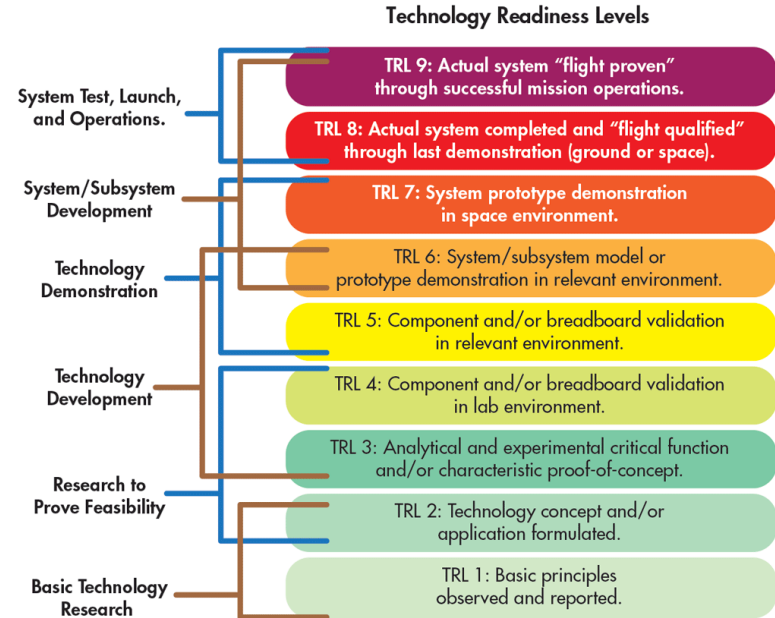 Technology Readiness Levels
System Test, Launch,
and Operations.
System/Subsystem
Development
Technology
Demonstration
Technology
Development
Research to
Prove Feasibility
Basic Technology
Research
TRL 9: Actual system “flight proven”
through successful mission operations.
TRL 8: Actual system completed and “flight qualified”
through last demonstration (ground or space).
TRL 7: System prototype demonstration
in space environment.
TRL 6: System/subsystem model or
prototype demonstration in relevant environment.
TRL 5: Component and/or breadboard validation
in relevant environment.
TRL 4: Component and/or breadboard validation
in lab environment.
TRL 3: Analytical and experimental critical function
and/or characteristic proof-of-concept.
TRL 2: Technology concept and/or
application formulated.
TRL 1: Basic principles
observed and reported.